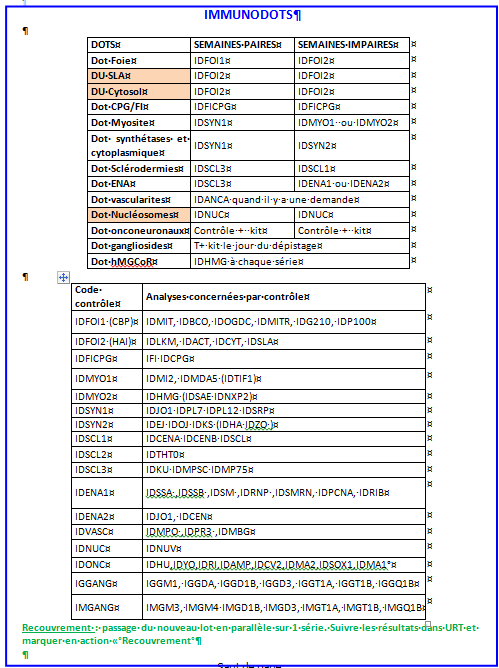 IMMUNODOTS¶
¶
DOTS¤ SEMAINES·PAIRES¤ SEMAINES·IMPAIRES¤ ¤
Dot·Foie¤ IDFOI1¤ IDFOI2¤ ¤
DU·SLA¤ IDFOI2¤ IDFOI2¤ ¤
DU·Cytosol¤ IDFOI2¤ IDFOI2¤ ¤
Dot·CPG/FI¤ IDFICPG¤ IDFICPG¤ ¤
Dot·Myosite¤ IDSYN1¤ IDMYO1··ou·IDMYO2¤ ¤
Dot· synthétases· et·
cytoplasmique¤ IDSYN1¤ IDSYN2¤ ¤
Dot·Sclérodermies¤ IDSCL3¤ IDSCL1¤ ¤
Dot·ENA¤ IDSCL3¤ IDENA1·ou·IDENA2¤ ¤
Dot·vascularites¤ IDANCA·quand·il·y·a·une·demande¤ ¤
Dot·Nucléosomes¤ IDNUC¤ IDNUC¤ ¤
Dot·onconeuronaux¤ Contrôle·+··kit¤ Contrôle·+··kit¤ ¤
Dot·gangliosides¤ T+·kit·le·jour·du·dépistage¤ ¤
Dot·hMGCoR¤ IDHMG·à·chaque·série¤ ¤
¶
Code·
contrôle¤ Analyses·concernées·par·contrôle¤ ¤
IDFOI1·(CBP)¤ IDMIT,·IDBCO,·IDOGDC,·IDMITR,·IDG210,·IDP100¤ ¤
IDFOI2·(HAI)¤ IDLKM,·IDACT,·IDCYT,·IDSLA¤ ¤
IDFICPG¤ IFI·IDCPG¤ ¤
IDMYO1¤ IDMI2,·IDMDA5·(IDTIF1)¤ ¤
IDMYO2¤ IDHMG·(IDSAE·IDNXP2)¤ ¤
IDSYN1¤ IDJO1·IDPL7·IDPL12·IDSRP¤ ¤
IDSYN2¤ IDEJ·IDOJ·IDKS·(IDHA·IDZO·)¤ ¤
IDSCL1¤ IDCENA·IDCENB·IDSCL¤ ¤
IDSCL2¤ IDTHT0¤ ¤
IDSCL3¤ IDKU·IDMPSC·IDMP75¤ ¤
IDENA1¤ IDSSA·,IDSSB·,IDSM·,IDRNP·,IDSMRN,·IDPCNA,·IDRIB¤ ¤
IDENA2¤ IDJO1,·IDCEN¤ ¤
IDVASC¤ IDMPO·,IDPR3·,IDMBG¤ ¤
IDNUC¤ IDNUV¤ ¤
IDONC¤ IDHU,IDYO,IDRI,IDAMP,IDCV2,IDMA2,IDSOX1,IDMA1°¤ ¤
IGGANG¤ IGGM1,·IGGDA,·IGGD1B,·IGGD3,·IGGT1A,·IGGT1B,·IGGQ1B¤ ¤
IMGANG¤ IMGM3,·IMGM4·IMGD1B,·IMGD3,·IMGT1A,·IMGT1B,·IMGQ1B¤ ¤
Recouvrement·:·passage·du·nouveau·lot·en·parallèle·sur·1·série.·Suivre·les·résultats·dans·URT·et·
marquer·en·action·«°Recouvrement°¶
¶